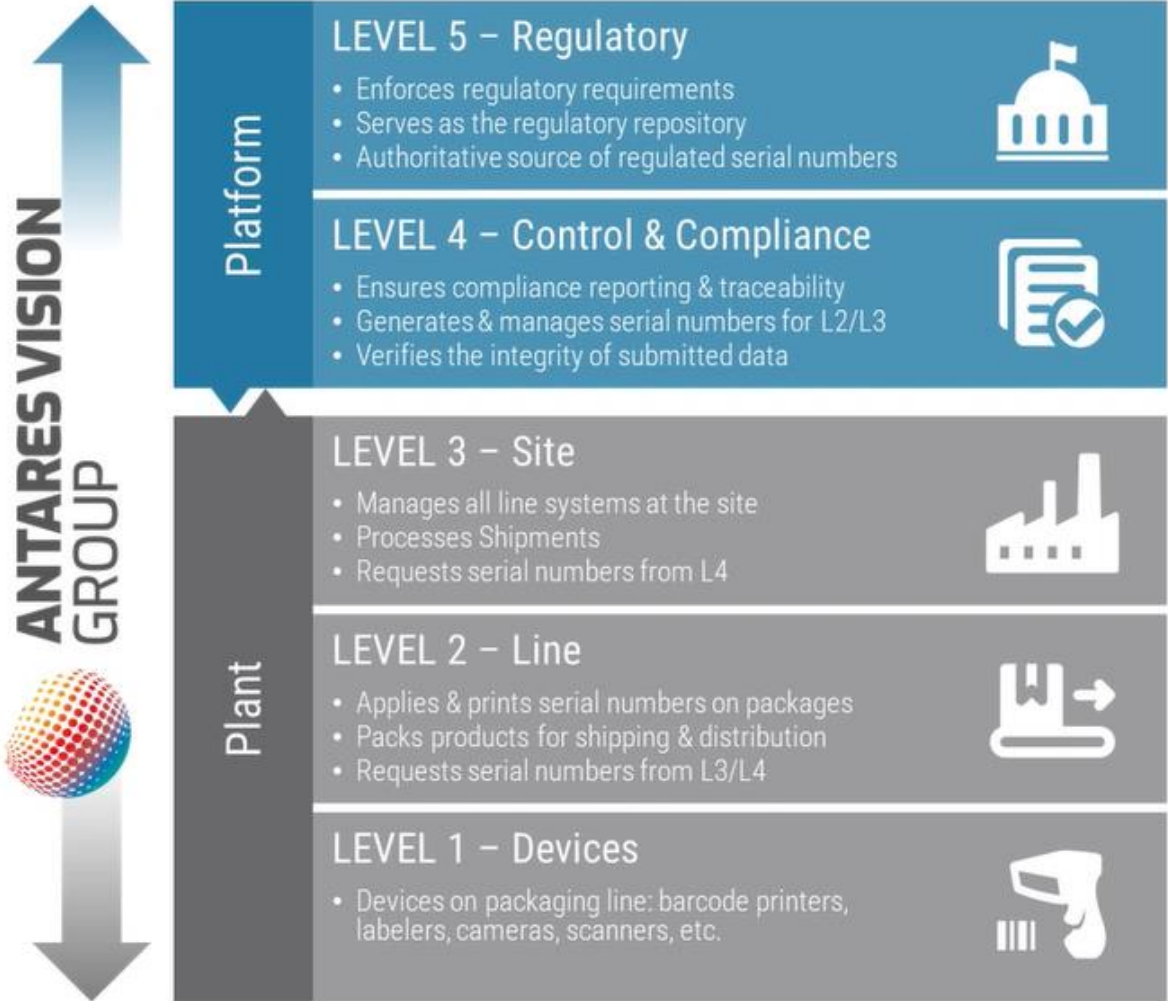 ANTARES VISION
GROUP
Platform
LEVEL 5 – Regulatory
• Enforces regulatory requirements
• Serves as the regulatory repository
• Authoritative source of regulated serial numbers
LEVEL 4 – Control & Compliance
• Ensures compliance reporting & traceability
• Generates & manages serial numbers for L2/L3
• Verifies the integrity of submitted data
Plant
LEVEL 3 – Site
• Manages all line systems at the site
• Processes Shipments
• Requests serial numbers from L4
LEVEL 2 – Line
• Applies & prints serial numbers on packages
• Packs products for shipping & distribution
• Requests serial numbers from L3/L4
LEVEL 1 – Devices
• Devices on packaging line: barcode printers,
labelers, cameras, scanners, etc.